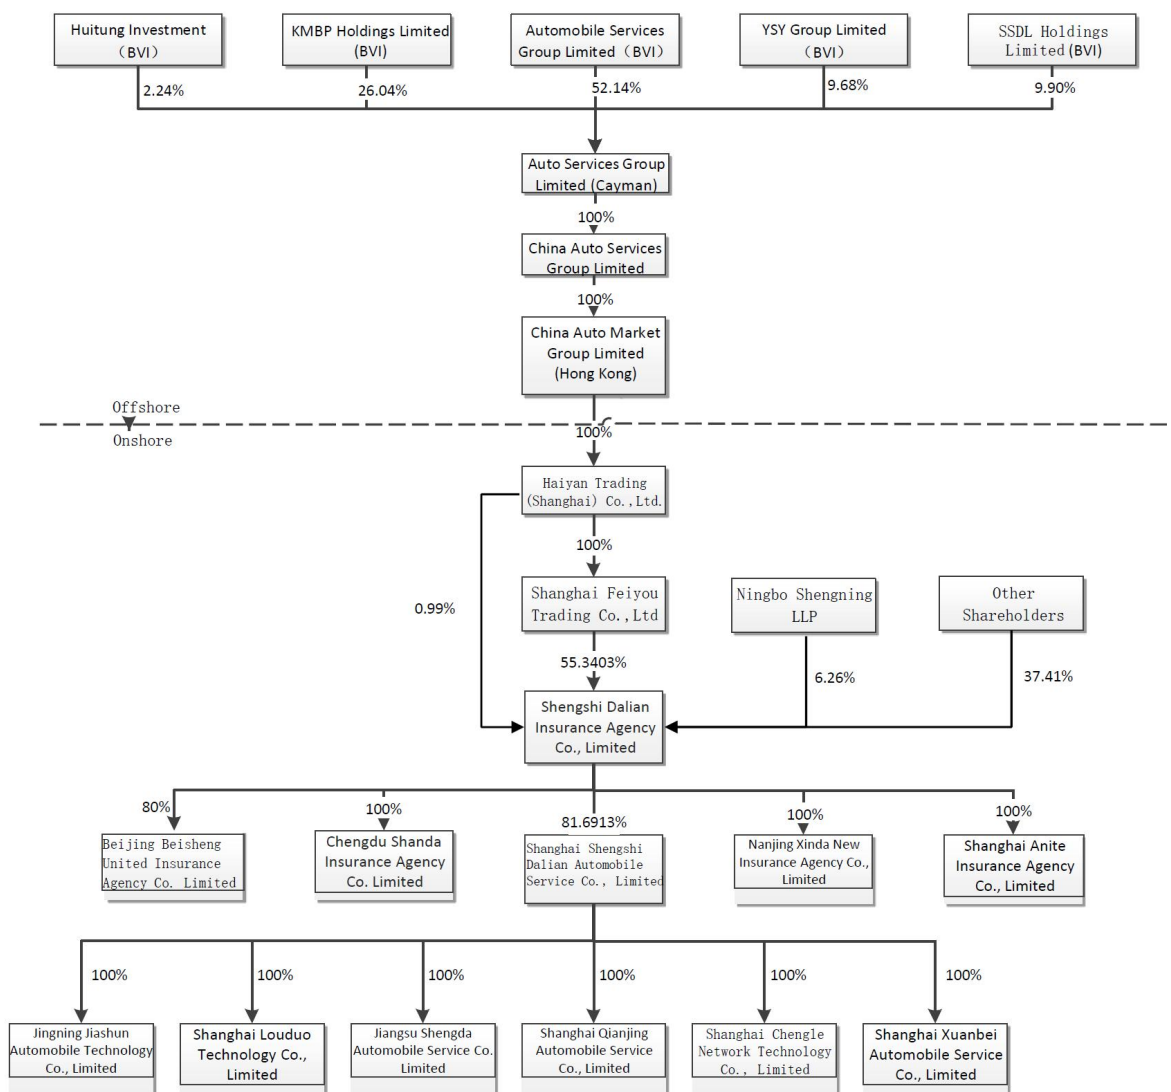 Huitung Investment
（BVI）
KMBP Holdings Limited
(BVI)
Automobile Services
Group Limited（BVI）
YSY Group Limited
（BVI）
SSDL Holdings
Limited (BVI)
2.24%
26.04%
52.14%
9.68%
9.90%
Auto Services Group
Limited (Cayman)
100%
China Auto Services
Group Limited
100%
China Auto Market
Group Limited
(Hong Kong)
Offshore
Onshore
100%
Haiyan Trading
(Shanghai) Co.,Ltd.
100%
0.99%
Shanghai Feiyou
Trading Co.,Ltd
Ningbo Shengning
LLP
Other
Shareholders
55.3403%
6.26%
37.41%
Shengshi Dalian
Insurance Agency
Co., Limited
80%
100%
81.6913%
100%
100%
Beijing Beisheng
United Insurance
Agency Co. Limited
Chengdu Shanda
Insurance Agency
Co. Limited
Shanghai Shengshi
Dalian Automobile
Service Co., Limited
Nanjing Xinda New
Insurance Agency Co.,
Limited
Shanghai Anite
Insurance Agency
Co., Limited
100%
100%
100%
100%
100%
100%
Jingning Jiashun
Automobile Technology
Co., Limited
Shanghai Louduo
Technology Co.,
Limited
Jiangsu Shengda
Automobile Service Co.
Limited
Shanghai Qianjing
Automobile Service
Co., Limited
Shanghai Chengle
Network Technology
Co., Limited
Shanghai Xuanbei
Automobile Service
Co., Limited